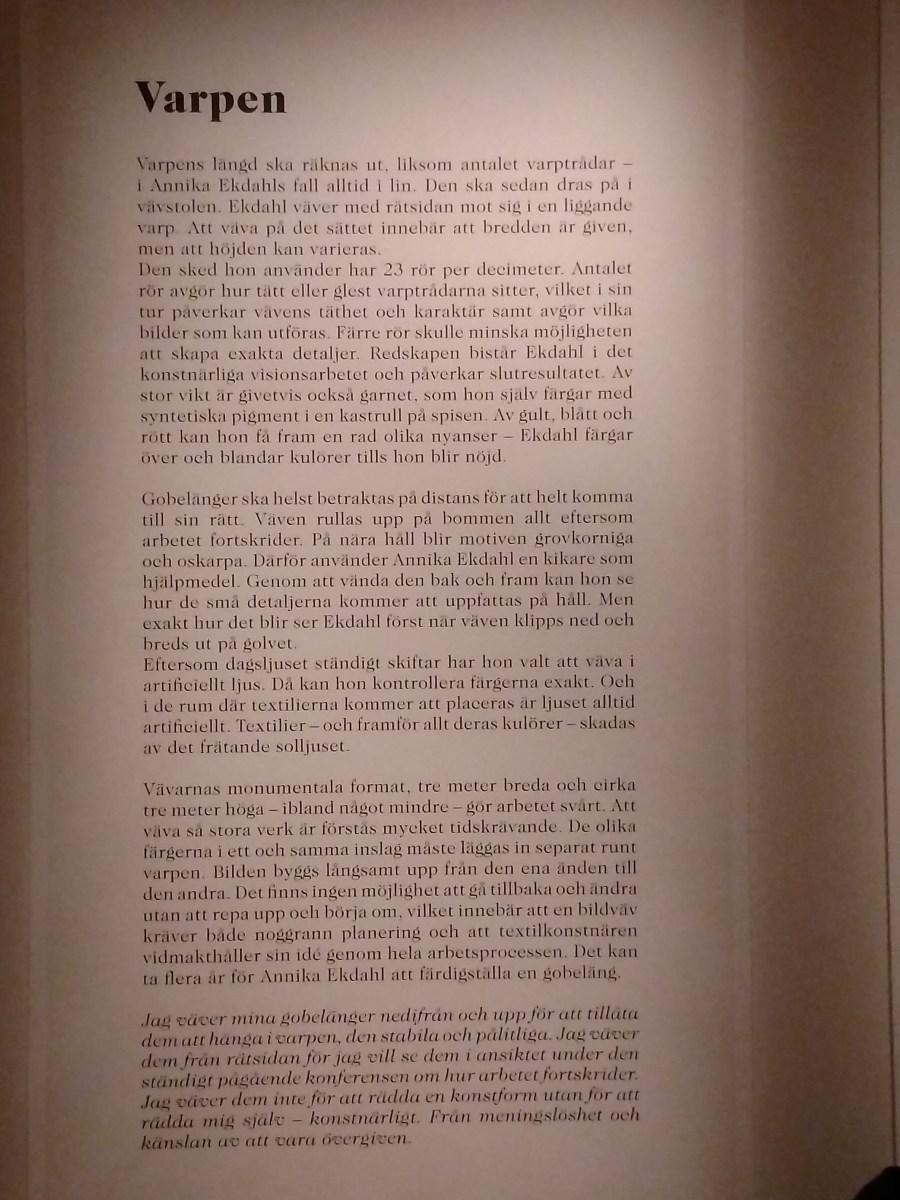 Varpen
Varpens längd ska räknas ut, liksom antalet varptrådar –
i Annika Ekdahls fall alltid i lin. Den ska sedan dras på i
vävstolen. Ekdahl väver med rätsidan mot sig i en liggande
varp. Att väva på det sättet innebär att bredden är given,
men att höjden kan varieras.
Den sked hon använder har 23 rör per decimeter. Antalet
rör avgör hur tätt eller glest varptrådarna sitter, vilket i sin
tur påverkar vävens täthet och karaktär samt avgör vilka
bilder som kan utföras. Färre rör skulle minska möjligheten
att skapa exakta detaljer. Redskapen bistår Ekdahl i det
konstnärliga visionsarbetet och påverkar slutresultatet. Av
stor vikt är givetvis också garnet, som hon själv färgar med
syntetiska pigment i en kastrull på spisen. Av gult, blått och
rött kan hon få fram en rad olika nyanser – Ekdahl färgar
över och blandar kulörer tills hon blir nöjd.
Gobelänger ska helst betraktas på distans för att helt komma
till sin rätt. Väven rullas upp på bommen allt eftersom
arbetet fortskrider. På nära håll blir motiven grovkorniga
och oskarpa. Därför använder Annika Ekdahl en kikare som
hjälpmedel. Genom att vända den bak och fram kan hon se
hur de små detaljerna kommer att uppfattas på håll. Men
exakt hur det blir ser Ekdahl först när väven klipps ned och
breds ut på golvet.
Eftersom dagsljuset ständigt skiftar har hon valt att väva i
artificiellt ljus. Då kan hon kontrollera färgerna exakt. Och
i de rum där textilierna kommer att placeras är ljuset alltid
artificiellt. Textilier – och framför allt deras kulörer – skadas
av det frätande solljuset.
Vävarnas monumentala format, tre meter breda och cirka
tre meter höga – ibland något mindre – gör arbetet svårt. Att
väva så stora verk är förstås mycket tidskrävande. De olika
färgerna i ett och samma inslag måste läggas in separat runt
varpen. Bilden byggs långsamt upp från den ena änden till
den andra. Det finns ingen möjlighet att gå tillbaka och ändra
utan att repa upp och börja om, vilket innebär att en bildväv
kräver både noggrann planering och att textilkonstnären
vidmakthåller sin idé genom hela arbetsprocessen. Det kan
ta flera år för Annika Ekdahl att färdigställa en gobeläng.
Jag väver mina gobelänger nedifrån och upp för att tillåta
dem att hänga i varpen, den stabila och pålitliga. Jag väver
dem från rätsidan för jag vill se dem i ansiktet under den
ständigt pågående konferensen om hur arbetet fortskrider.
Jag väver dem inte för att rädda en konstform utan för att
rädda mig själv – konstnärligt. Från meningslöshet och
känslan av att vara övergiven.